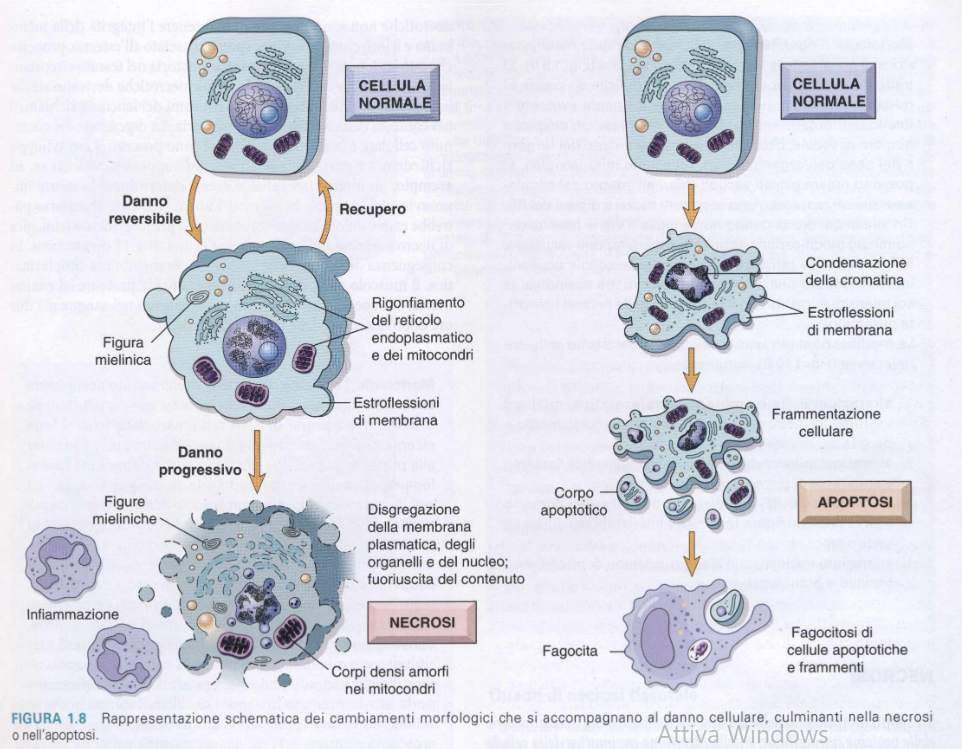 CELLULA
NORMALE
Danno
reversibile
Recupero
Figura
mielinica
Rigonfiamento
del reticolo
endoplasmatico
e dei mitocondri
Estroflessioni
di membrana
Danno
progressivo
Figure
mieliniche
Disgregazione
della membrana
plasmatica, degli
organelli e del nucleo;
fuoriuscita del contenuto
Infiammazione
NECROSI
Corpi densi amorfi
nei mitocondri
CELLULA
NORMALE
Condensazione
della cromatina
Estroflessioni
di membrana
Frammentazione
cellulare
Corpo
apoptotico
APOPTOSI
Fagocita
Fagocitosi di
cellule apoptotiche
e frammenti
FIGURA 1.8 Rappresentazione schematica dei cambiamenti morfologici che si accompagnano al danno cellulare, culminanti nella necrosi
o nell'apoptosi.
Attiva Windows